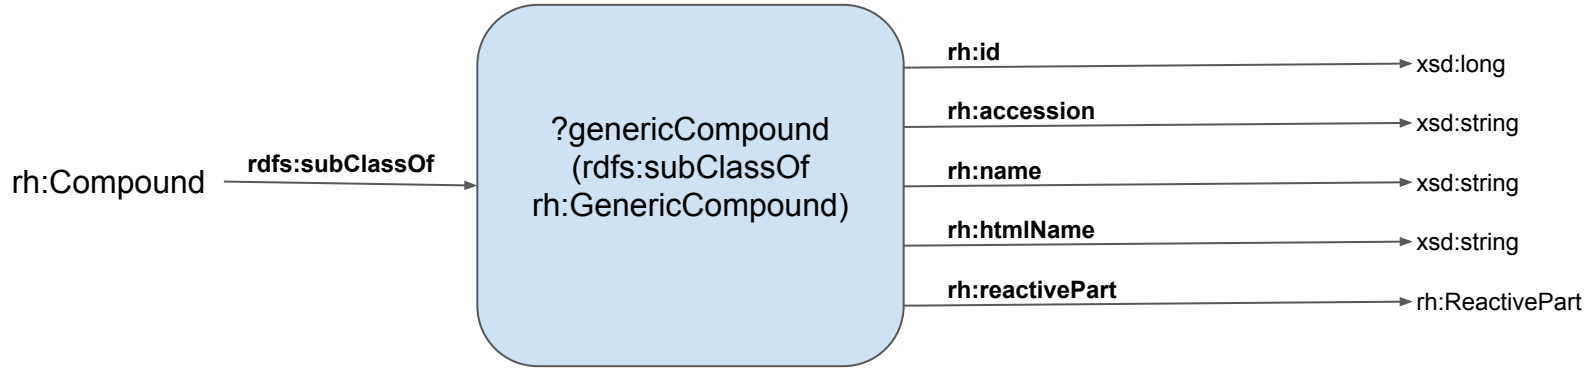 rh:Compound
rdfs:subClassOf
?genericCompound
(rdfs:subClassOf
rh:GenericCompound)
rh:id
xsd:long
rh:accession
xsd:string
rh:name
xsd:string
rh:htmlName
xsd:string
rh:reactivePart
rh:ReactivePart